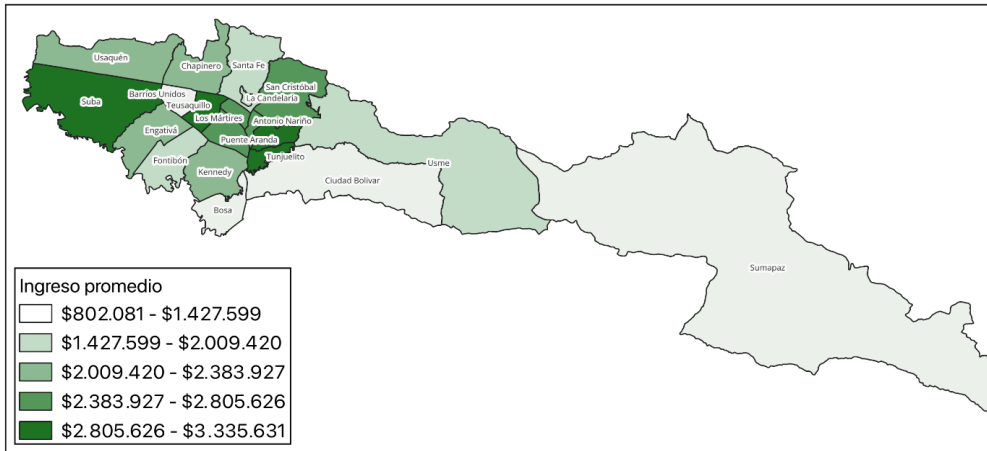 Usaquén
Chapinero
Santa Fe
San Cristóbal
Suba
Barrios Unidos
La Candelaria
Teusaquillo
Los Mártires
Antonio Nariño
Engativá
Puente Aranda
Fontibón
Tunjuelito
Usme
Kennedy
Ciudad Bolivar
Bosa
Sumapaz
Ingreso promedio
$802.081 - $1.427.599
$1.427.599 - $2.009.420
$2.009.420 - $2.383.927
$2.383.927 - $2.805.626
$2.805.626 - $3.335.631